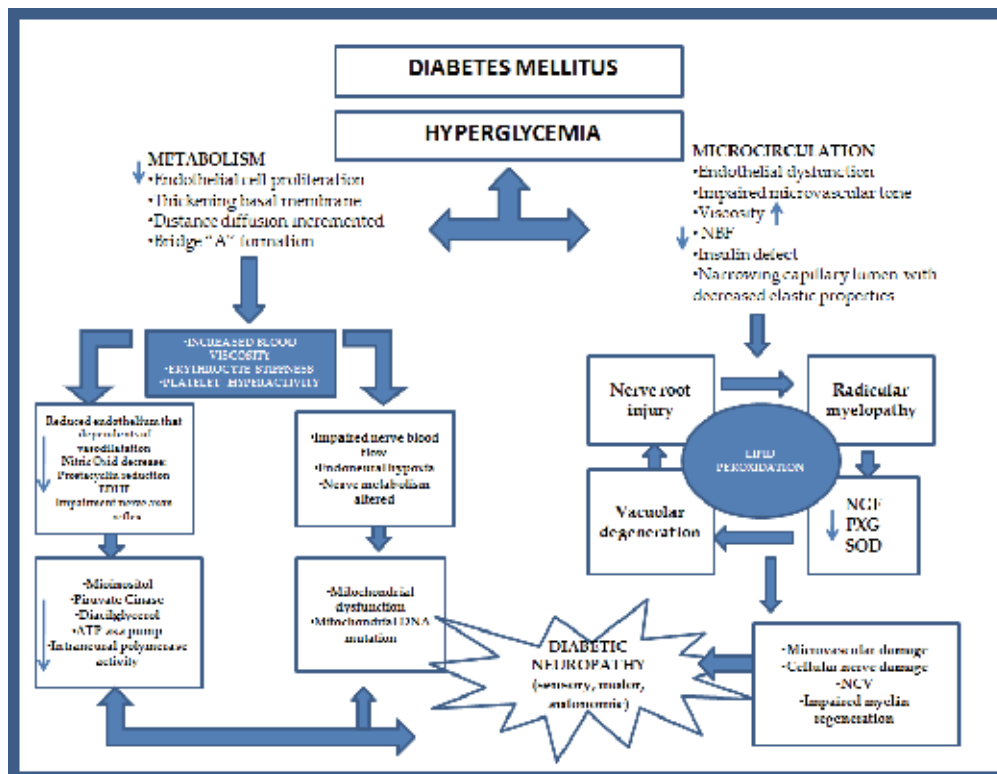 DIABETES MELLITUS
HYPERGLYCEMIA
METABOLISM
•Endothelial cell proliferation
•Thickening basal membrane
•Distance diffusion incremented
•Bridge "A" formation
MICROCIRCULATION
•Endothelial dysfunction
•Impaired microvascular tone
•Viscosity
•NBF
•Insulin defect
•Narrowing capillary lumen with
decreased elastic properties
•INCREASED BLOOD
VISCOSITY
•ERYTHROCYTE STIFFNESS
•PLATELET HYPERACTIVITY
Reduced endothelium that
dependents of
vasodilatation
Nitric Oxid decrease
Prostacyclin reduction
EDHF
Impairment nerve axon
reflex
•Impaired nerve blood
flow
•Endoneural hypoxia
•Nerve metabolism
altered
•Mioinositol
•Piruvate Cinase
•Diacilglycerol
•ATP asa pump
•Intraneural polymerase
activity
•Mitochondrial
dysfunction
•Mitochondrial DNA
mutation
Nerve root
injury
Radicular
myelopathy
LIPID
PEROXIDATION
Vacuolar
degeneration
NGF
PXG
SOD
DIABETIC
NEUROPATHY
(sensory, motor,
autonomic)
•Microvascular damage
•Cellular nerve damage
•NCV
•Impaired myelin
regeneration